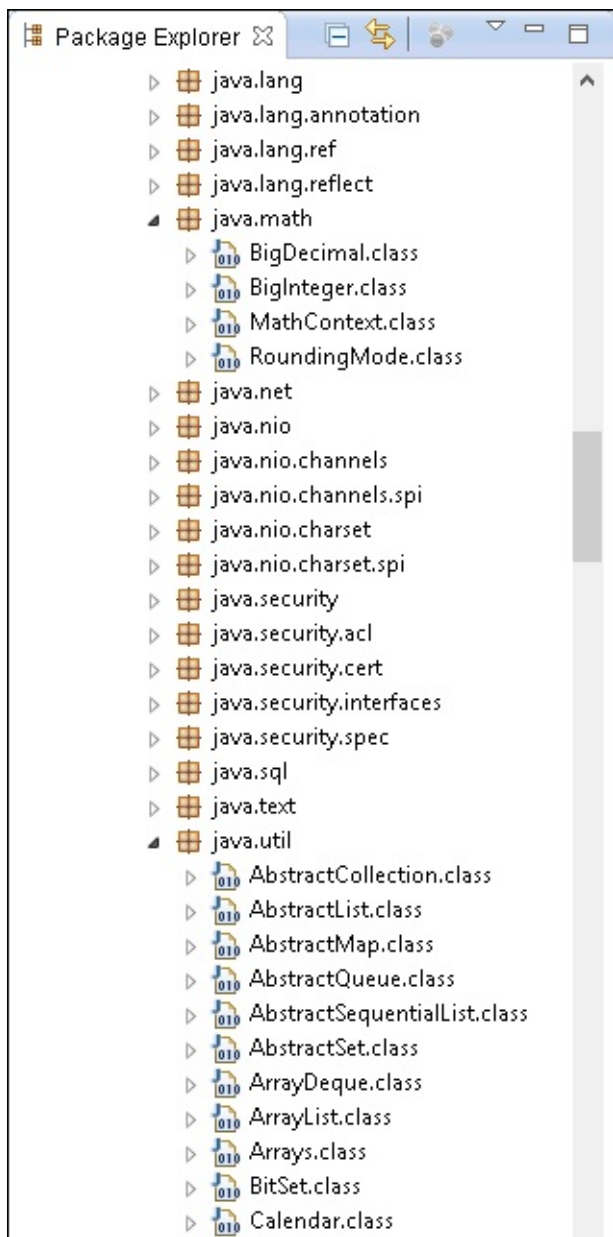 Package Explorer
java.lang
java.lang.annotation
java.lang.ref
java.lang.reflect
java.math
BigDecimal.class
BigInteger.class
MathContext.class
RoundingMode.class
java.net
java.nio
java.nio.channels
java.nio.channels.spi
java.nio.charset
java.nio.charset.spi
java.security
java.security.acl
java.security.cert
java.security.interfaces
java.security.spec
java.sql
java.text
java.util
AbstractCollection.class
AbstractList.class
AbstractMap.class
AbstractQueue.class
AbstractSequentialList.class
AbstractSet.class
ArrayDeque.class
ArrayList.class
Arrays.class
BitSet.class
Calendar.class